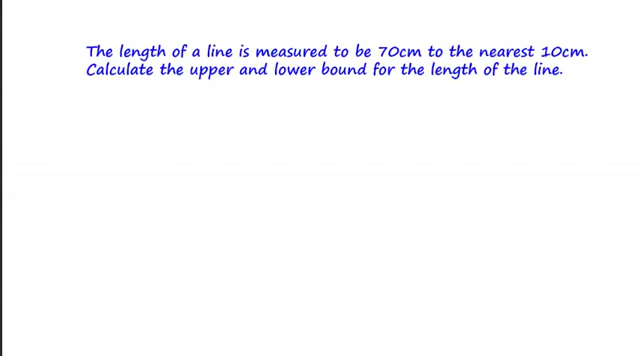 The length of a line is measured to be 70cm to the nearest 10cm.
Calculate the upper and lower bound for the length of the line.